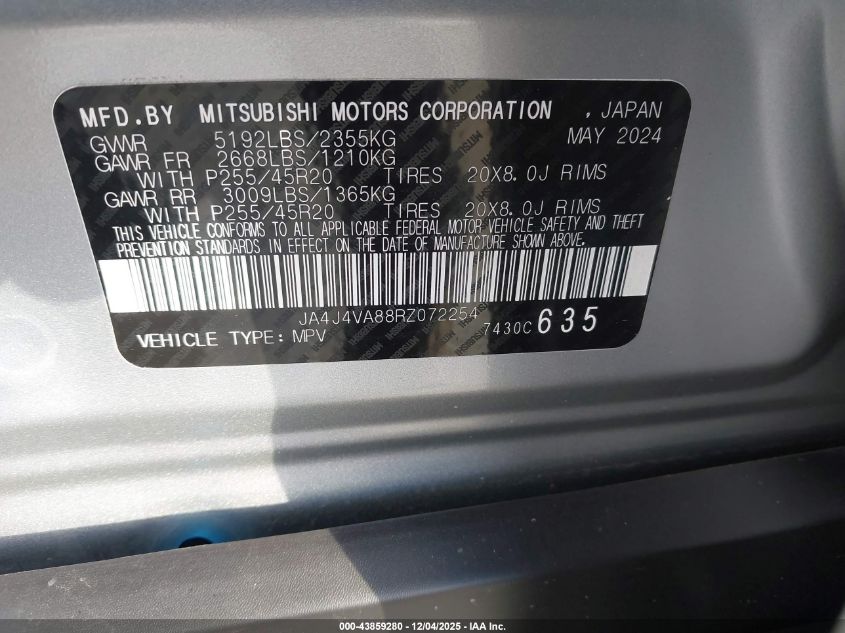 MFD.BY MITSUBISHI MOTORS CORPORATION , JAPAN
GVWR 5192LBS/2355KG MAY 2024
GAWR FR 2668LBS/1210KG
WITH P255/45R20 TIRES 20X8.0J RIMS
GAWR RR 3009LBS/1365KG
WITH P255/45R20 TIRES 20X8.0J RIMS
THIS VEHICLE CONFORMS TO ALL APPLICABLE FEDERAL MOTOR VEHICLE SAFETY AND THEFT
PREVENTION STANDARDS IN EFFECT ON THE DATE OF MANUFACTURE SHOWN ABOVE.
JA4J4VA88RZ072254
VEHICLE TYPE: MPV 7430C 635
000-43859280 - 12/04/2025 - IAA Inc.